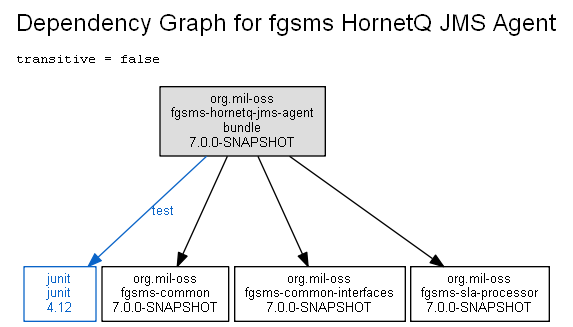 Dependency Graph for fgsms HornetQ JMS Agent
transitive = false
org.mil-oss
fgsms-hornetq-jms-agent
bundle
7.0.0-SNAPSHOT
test
junit
junit
4.12
org.mil-oss
fgsms-common
7.0.0-SNAPSHOT
org.mil-oss
fgsms-common-interfaces
7.0.0-SNAPSHOT
org.mil-oss
fgsms-sla-processor
7.0.0-SNAPSHOT